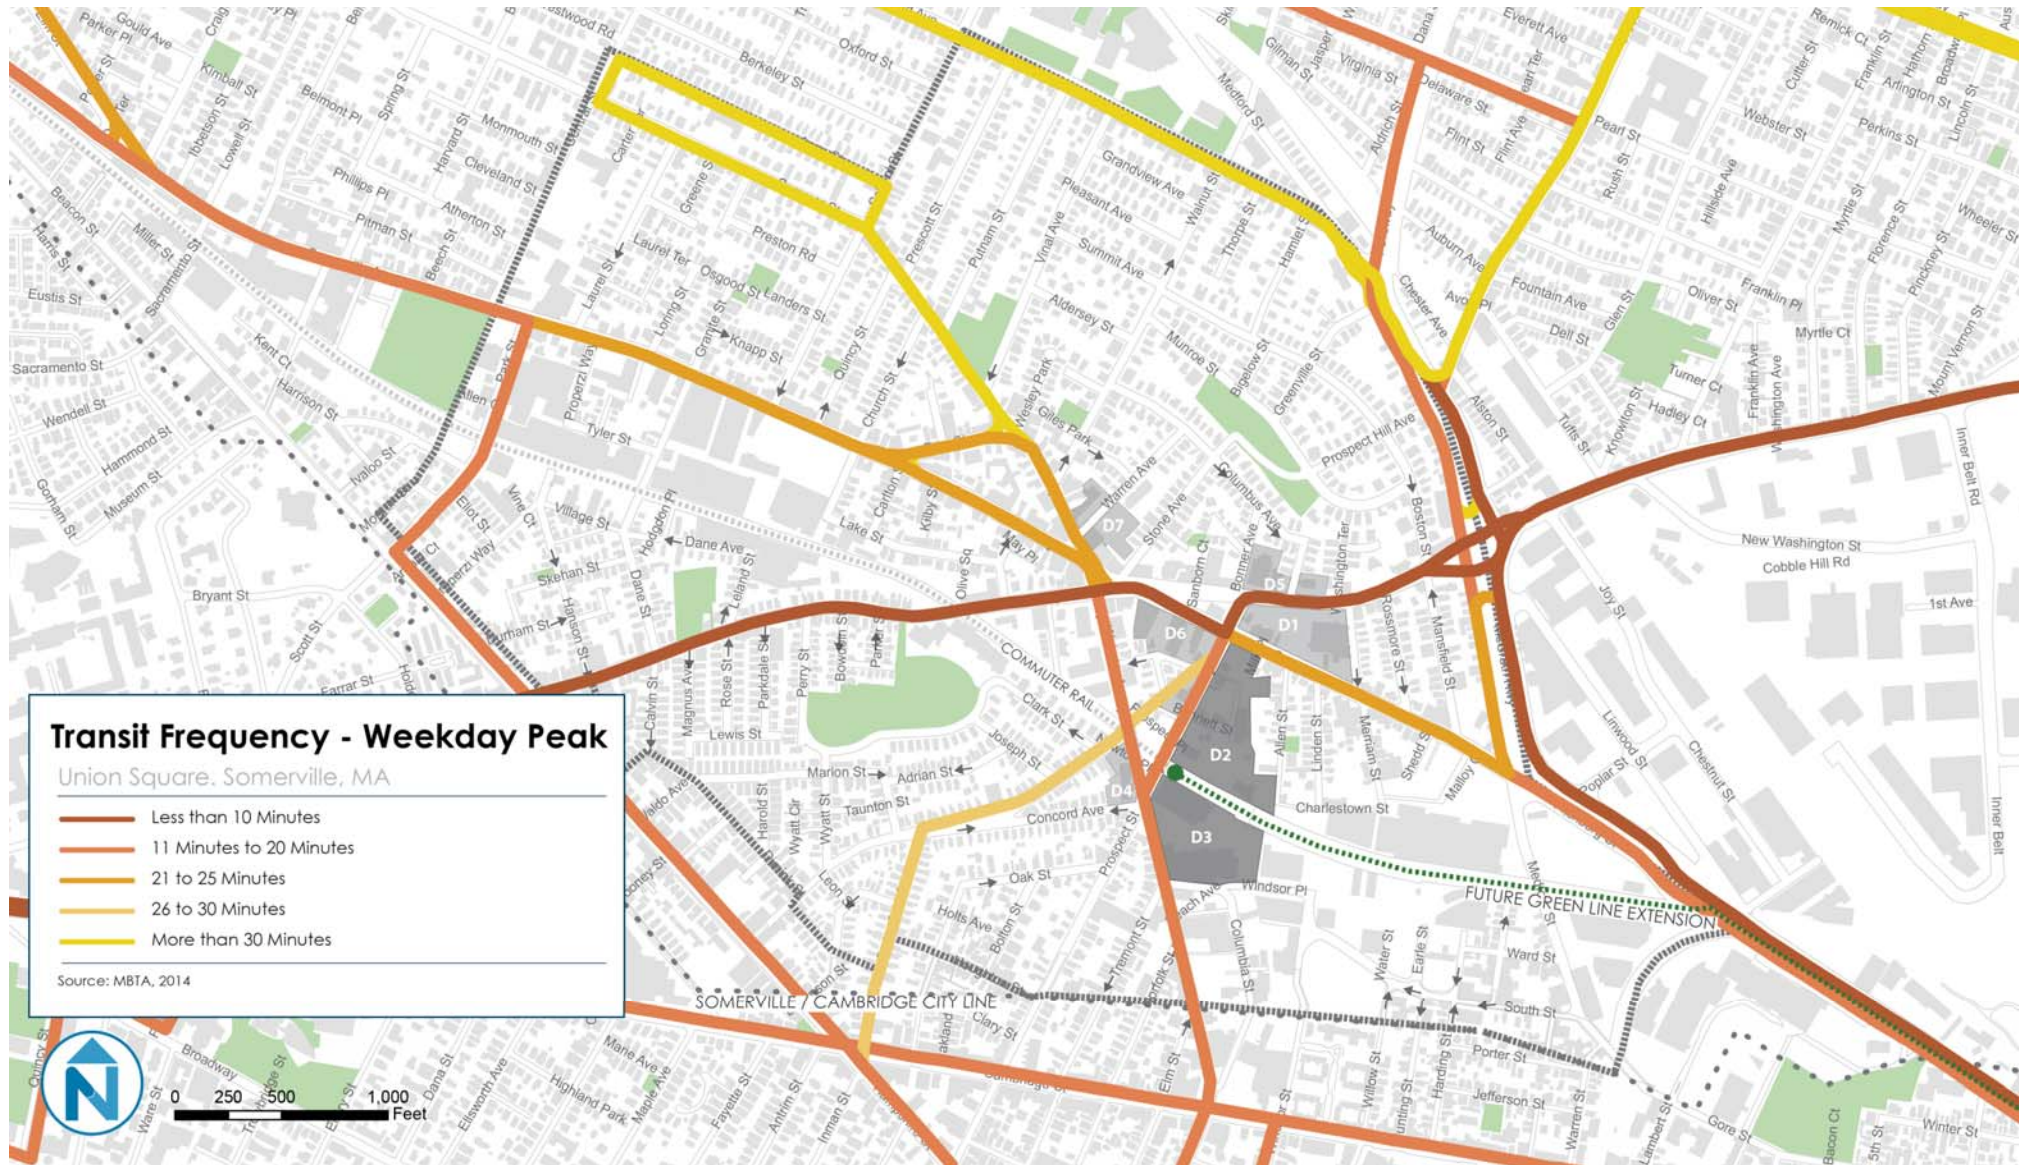 Transit Frequency - Weekday Peak
Union Square. Somerville, MA
Less than 10 Minutes
11 Minutes to 20 Minutes
21 to 25 Minutes
26 to 30 Minutes
More than 30 Minutes
Source: MBTA, 2014
N
0 250 500 1,000
Feet
Gould Ave
Parker Pl
Kimball St
Belmont Pl
Spring St
Ibbetson St
Lowell St
Harvard St
Monmouth St
Cleveland St
Phillips Pl
Atherton St
Pitman St
Beech St
Beacon St
Harris St
Miller St
Sacramento St
Eustis St
Kent Ct
Sacramento St
Harrison St
Wendell St
Hammond St
Museum St
Gorham St
Ivaloo St
Bryant St
Scott St
Farrar St
Park St
Properzi Way
Tyler St
Vine Ct
Village St
Eliot St
Skehan St
Hanson St
Dane St
Dane Ave
Hodgdon Pl
Leland St
Berkeley St
Oxford St
Greene St
Preston Rd
Laurel Ter
Laurel St
Osgood St
Landers St
Loring St
Granite St
Knapp St
Quincy St
Church St
Prescott St
Putnam St
Vinal Ave
Pleasant Ave
Grandview Ave
Summit Ave
Walnut St
Thorpe St
Aldersey St
Wesley Park
Giles Park
Munroe St
Bigelow St
Greenville St
Prospect Hill Ave
Columbus Ave
Warren Ave
Stone Ave
Sanborn Ct
Bonner Ave
Boston St
Kilby St
Lake St
May Pl
Olive Sq
Medford St
Gilman St
Jasper
Virginia St
Aldrich St
Delaware St
Flint St
Flint Ave
Everett Ave
Pearl St
Rush St
Auburn Ave
Chester Ave
Fountain Ave
Dell St
Glen St
Oliver St
Franklin Pl
Myrtle Ct
Turner Ct
Hadley Ct
Knowlton St
Franklin Ave
Washington Ave
Alston St
Tufts St
Hillside Ave
Myrtle St
Florence St
Pinckney St
Wheeler St
Mount Vernon St
Webster St
Perkins St
Arlington St
Lincoln St
Franklin St
Cutter St
Remick Ct
Inner Belt Rd
New Washington St
Cobble Hill Rd
1st Ave
Inner Belt
Joy St
Linwood St
Chestnut St
Poplar St
D7
D5
D1
D6
D2
D4
D3
COMMUTER RAIL
Rossmore St
Mansfield St
Merriam St
Linden St
Allen St
Bennett St
Charlestown St
Calvin St
Magnus Ave
Rose St
Parkdale St
Perry St
Bowdoin St
Lewis St
Marion St
Adrian St
Joseph St
Clark St
Taunton St
Concord Ave
Harold St
Wyatt Cir
Wyatt St
Leon St
Prospect St
Oak St
Holts Ave
Bolton St
Tremont St
Windsor Pl
Columbia St
FUTURE GREEN LINE EXTENSION
SOMERVILLE / CAMBRIDGE CITY LINE
Water St
Earle St
Ward St
South St
Porter St
Willow St
Harding St
Jefferson St
Warren St
Lambert St
Gore St
Bacon Ct
5th St
Winter St
Clary St
Elm St
Marie Ave
Maple Ave
Highland Park
Fayette St
Antrim St
Inman St
Broadway
Dana St
Ellsworth Ave
Ware St
Quincy St